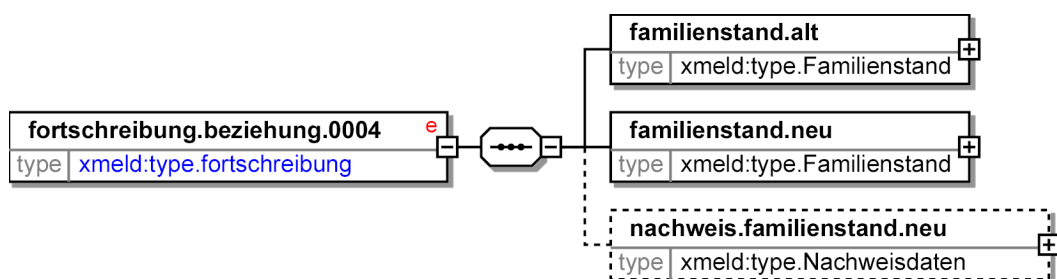 familienstand.alt
type xmeld:type.Familienstand
fortschreibung.beziehung.0004 e
type xmeld:type.fortschreibung
familienstand.neu
type xmeld:type.Familienstand
nachweis.familienstand.neu
type xmeld:type.Nachweisdaten